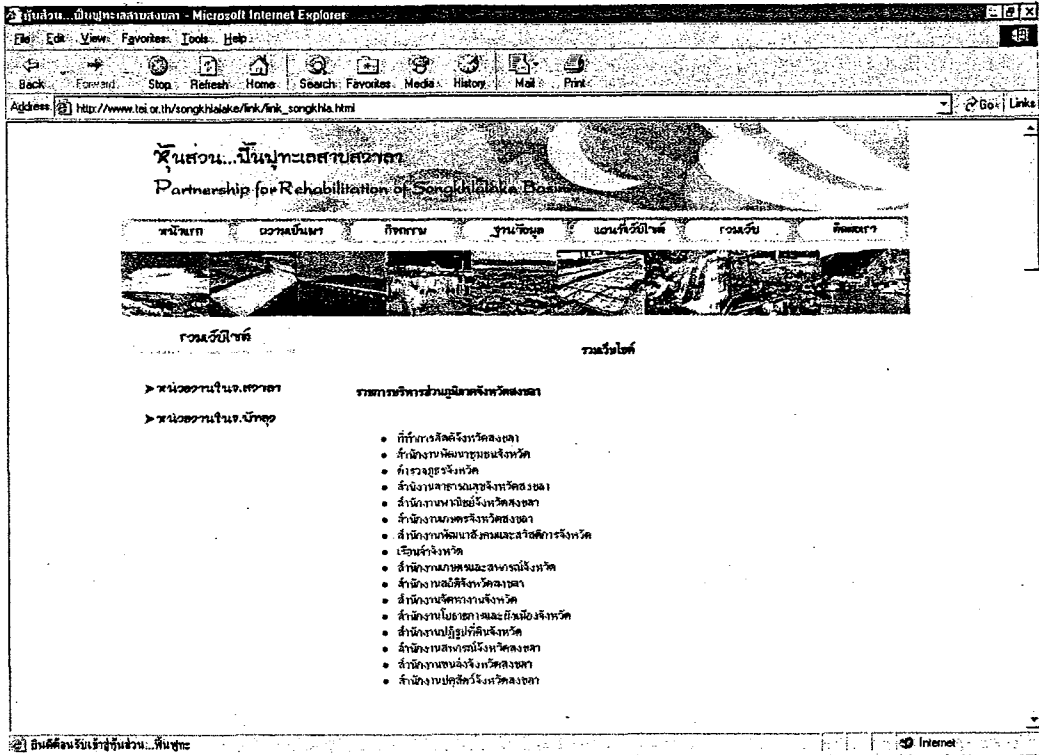 หุ้นส่วน...ฟื้นฟูทะเลสาบสงขลา - Microsoft Internet Explorer
File Edit View Favorites Tools Help
Back Forward Stop Refresh Home Search Favorites Media History Mail Print
Address http://www.tei.or.th/songkhlalake/link/link_songkhla.html Go Links
หุ้นส่วน...ฟื้นฟูทะเลสาบสงขลา
Partnership for Rehabilitation of Songkhlalake Basin
หน้าแรก ความเป็นมา กิจกรรม ฐานข้อมูล แผนที่เว็บไซต์ รวมเว็บ ติดต่อเรา
รวมเว็บไซต์
รวมเว็บไซต์
➤ หน่วยงานในจ.สงขลา
➤ หน่วยงานในจ.พัทลุง
ราชการบริหารส่วนภูมิภาคจังหวัดสงขลา
• ที่ทำการสัสดีจังหวัดสงขลา
• สำนักงานพัฒนาชุมชนจังหวัด
• ตำรวจภูธรจังหวัด
• สำนักงานสาธารณสุขจังหวัดสงขลา
• สำนักงานพาณิชย์จังหวัดสงขลา
• สำนักงานเกษตรจังหวัดสงขลา
• สำนักงานพัฒนาสังคมและสวัสดิการจังหวัด
• เรือนจำจังหวัด
• สำนักงานเกษตรและสหกรณ์จังหวัด
• สำนักงานสถิติจังหวัดสงขลา
• สำนักงานจัดหางานจังหวัด
• สำนักงานโยธาธิการและผังเมืองจังหวัด
• สำนักงานปฏิรูปที่ดินจังหวัด
• สำนักงานสหกรณ์จังหวัดสงขลา
• สำนักงานขนส่งจังหวัดสงขลา
• สำนักงานปศุสัตว์จังหวัดสงขลา
ยินดีต้อนรับเข้าสู่หุ้นส่วน...ฟื้นฟูทะ Internet